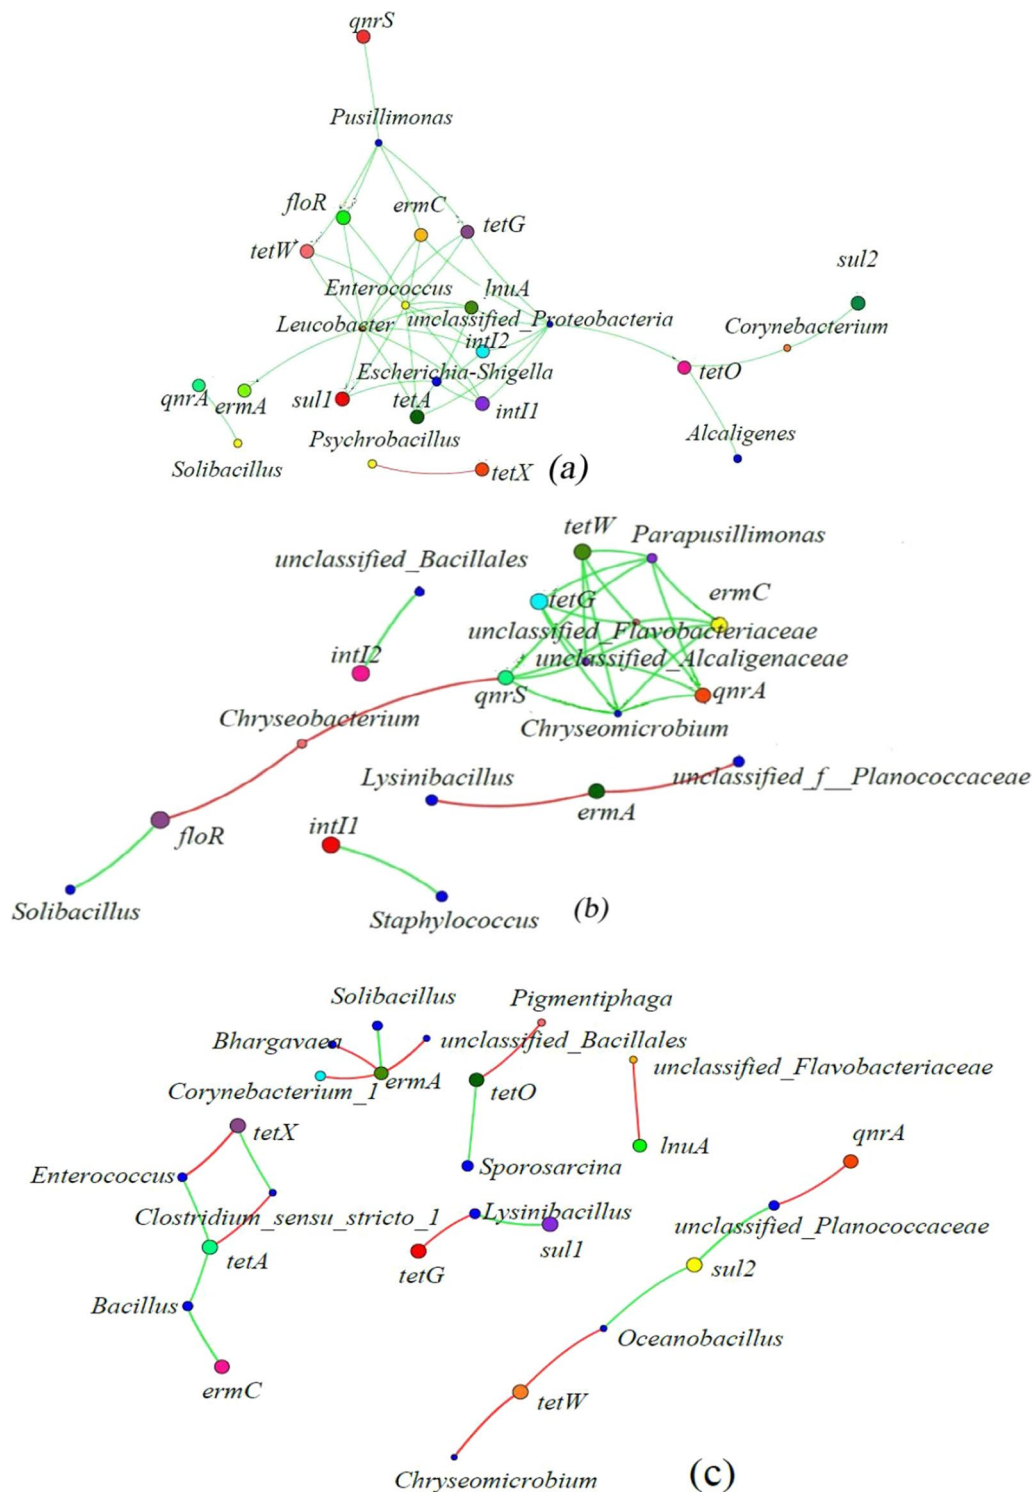 qnrS
Pusillimonas
floR
ermC
tetG
tetW
sul2
Enterococcus
lnuA
Leucobacter
unclassified_Proteobacteria
Corynebacterium
intI2
Escherichia-Shigella
tetO
qnrA
ermA
sul1
tetA
intI1
Psychrobacillus
Alcaligenes
Solibacillus
tetX
(a)
tetW
Parapusillimonas
unclassified_Bacillales
tetG
ermC
unclassified_Flavobacteriaceae
intI2
unclassified_Alcaligenaceae
qnrS
qnrA
Chryseobacterium
Chryseomicrobium
Lysinibacillus
unclassified_f__Planococcaceae
ermA
intI1
floR
Solibacillus
Staphylococcus
(b)
Solibacillus
Pigmentiphaga
Bhargavaea
unclassified_Bacillales
Corynebacterium_1
ermA
tetO
unclassified_Flavobacteriaceae
tetX
lnuA
qnrA
Enterococcus
Sporosarcina
Clostridium_sensu_stricto_1
Lysinibacillus
unclassified_Planococcaceae
tetA
tetG
sul1
sul2
Bacillus
Oceanobacillus
ermC
tetW
Chryseomicrobium
(c)